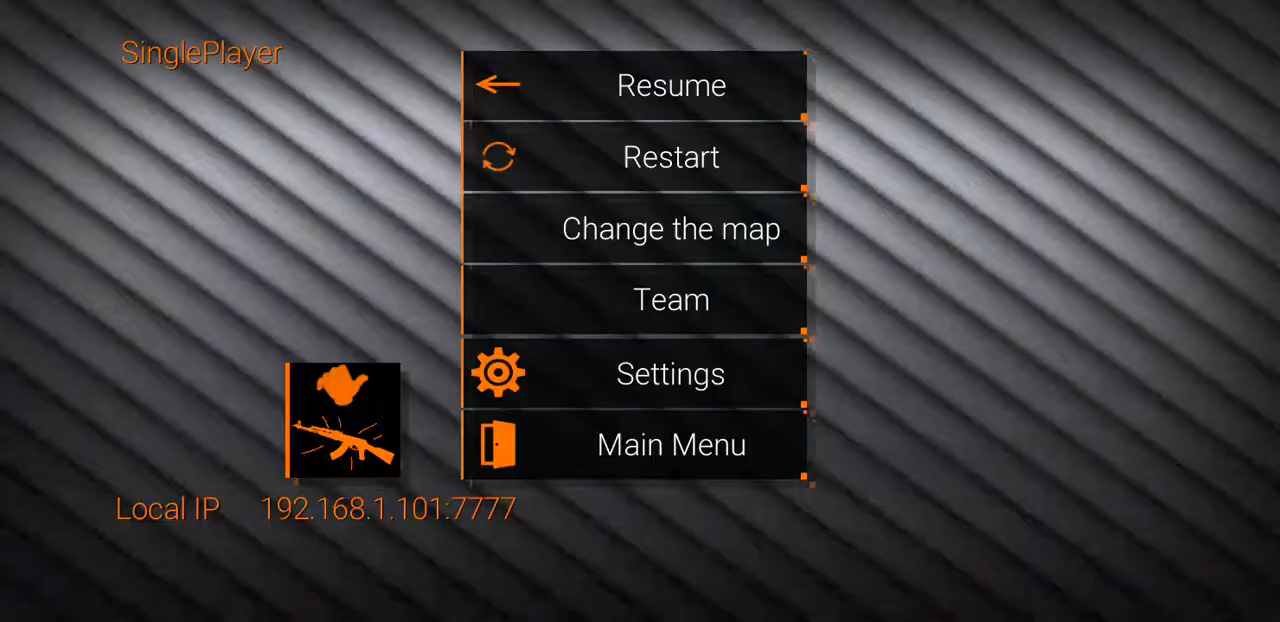 SinglePlayer
Resume
Restart
Change the map
Team
Settings
Main Menu
Local IP 192.168.1.101:7777